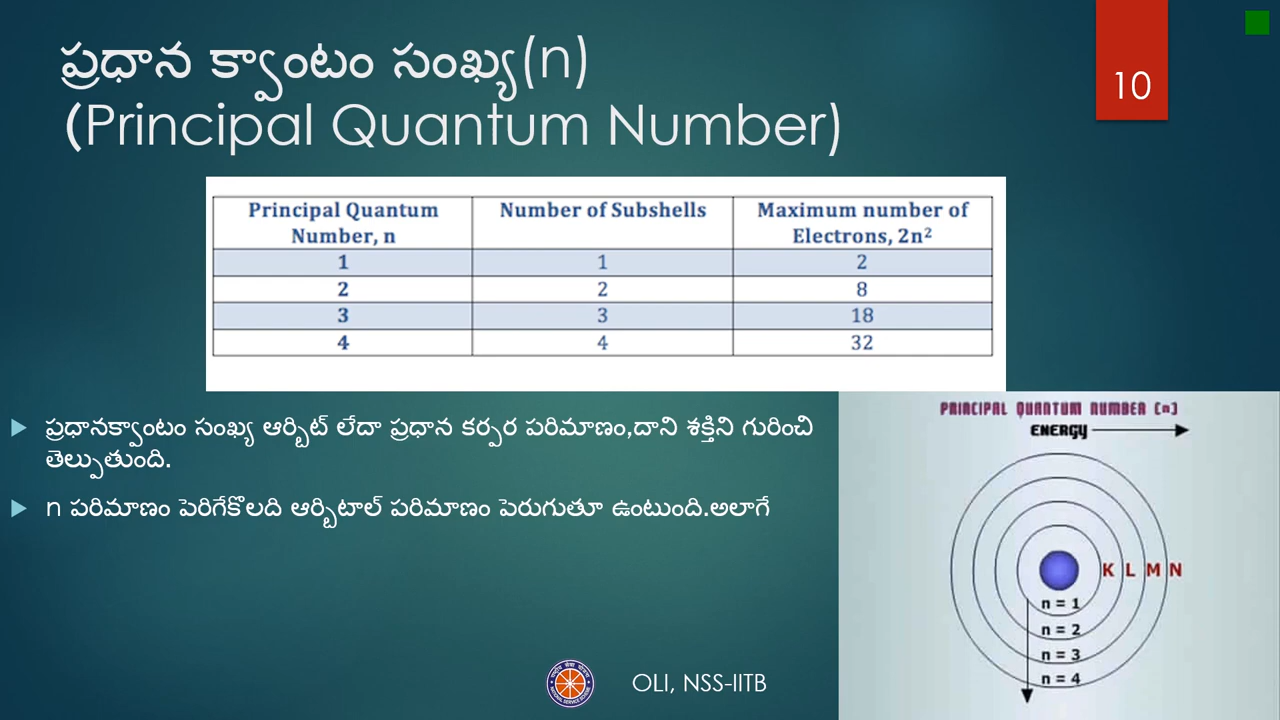 ప్రధాన క్వాంటం సంఖ్య(n)
(Principal Quantum Number)
10
Principal Quantum Number, n | Number of Subshells | Maximum number of Electrons, 2n²
1 | 1 | 2
2 | 2 | 8
3 | 3 | 18
4 | 4 | 32
ప్రధానక్వాంటం సంఖ్య ఆర్బిట్ లేదా ప్రధాన కర్పర పరిమాణం,దాని శక్తిని గురించి
తెల్పుతుంది.
n పరిమాణం పెరిగేకొలది ఆర్బిటాల్ పరిమాణం పెరుగుతూ ఉంటుంది.అలాగే
PRINCIPAL QUANTUM NUMBER (n)
ENERGY
K L M N
n = 1
n = 2
n = 3
n = 4
OLI, NSS-IITB